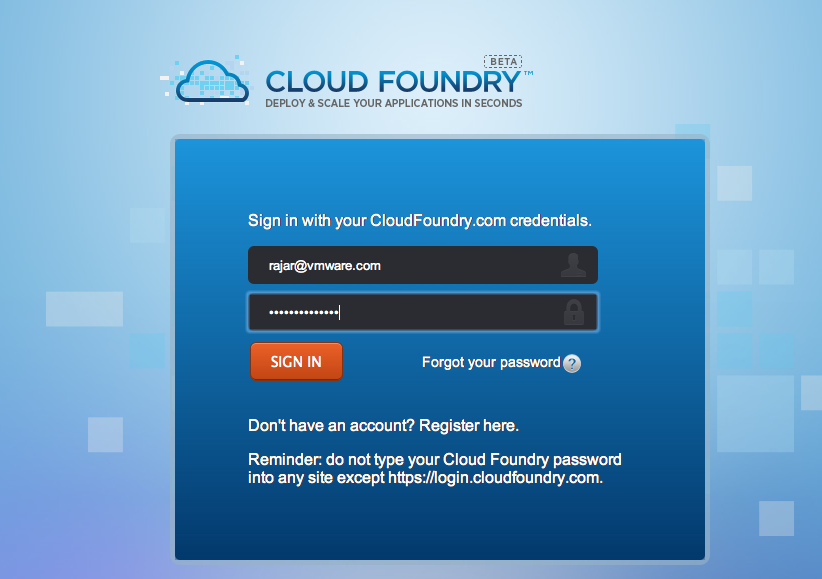 BETA
CLOUD FOUNDRY™
DEPLOY & SCALE YOUR APPLICATIONS IN SECONDS
Sign in with your CloudFoundry.com credentials.
rajar@vmware.com
••••••••••••••
SIGN IN
Forgot your password ?
Don't have an account? Register here.
Reminder: do not type your Cloud Foundry password
into any site except https://login.cloudfoundry.com.